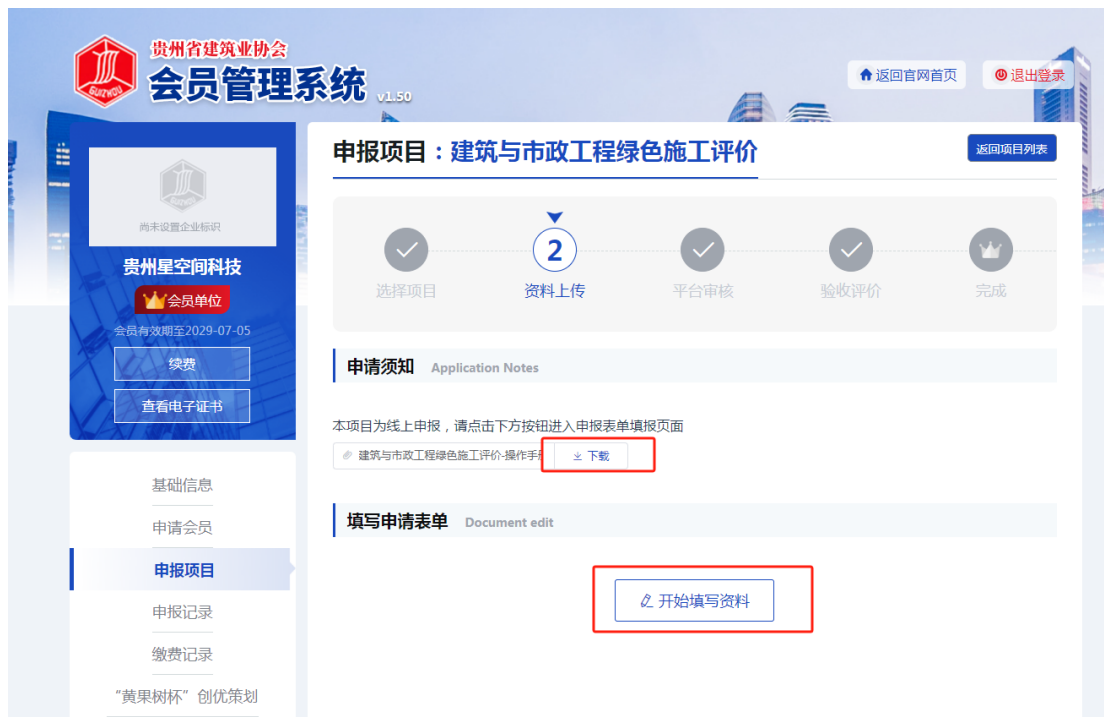 贵州省建筑业协会
会员管理系统 v1.50
返回官网首页
退出登录
GUIZHOU
尚未设置企业标识
贵州星空间科技
会员单位
会员有效期至2029-07-05
续费
查看电子证书
基础信息
申请会员
申报项目
申报记录
缴费记录
“黄果树杯”创优策划
申报项目：建筑与市政工程绿色施工评价
返回项目列表
2
选择项目
资料上传
平台审核
验收评价
完成
申请须知 Application Notes
本项目为线上申报，请点击下方按钮进入申报表单填报页面
建筑与市政工程绿色施工评价-操作手册 下载
填写申请表单 Document edit
开始填写资料